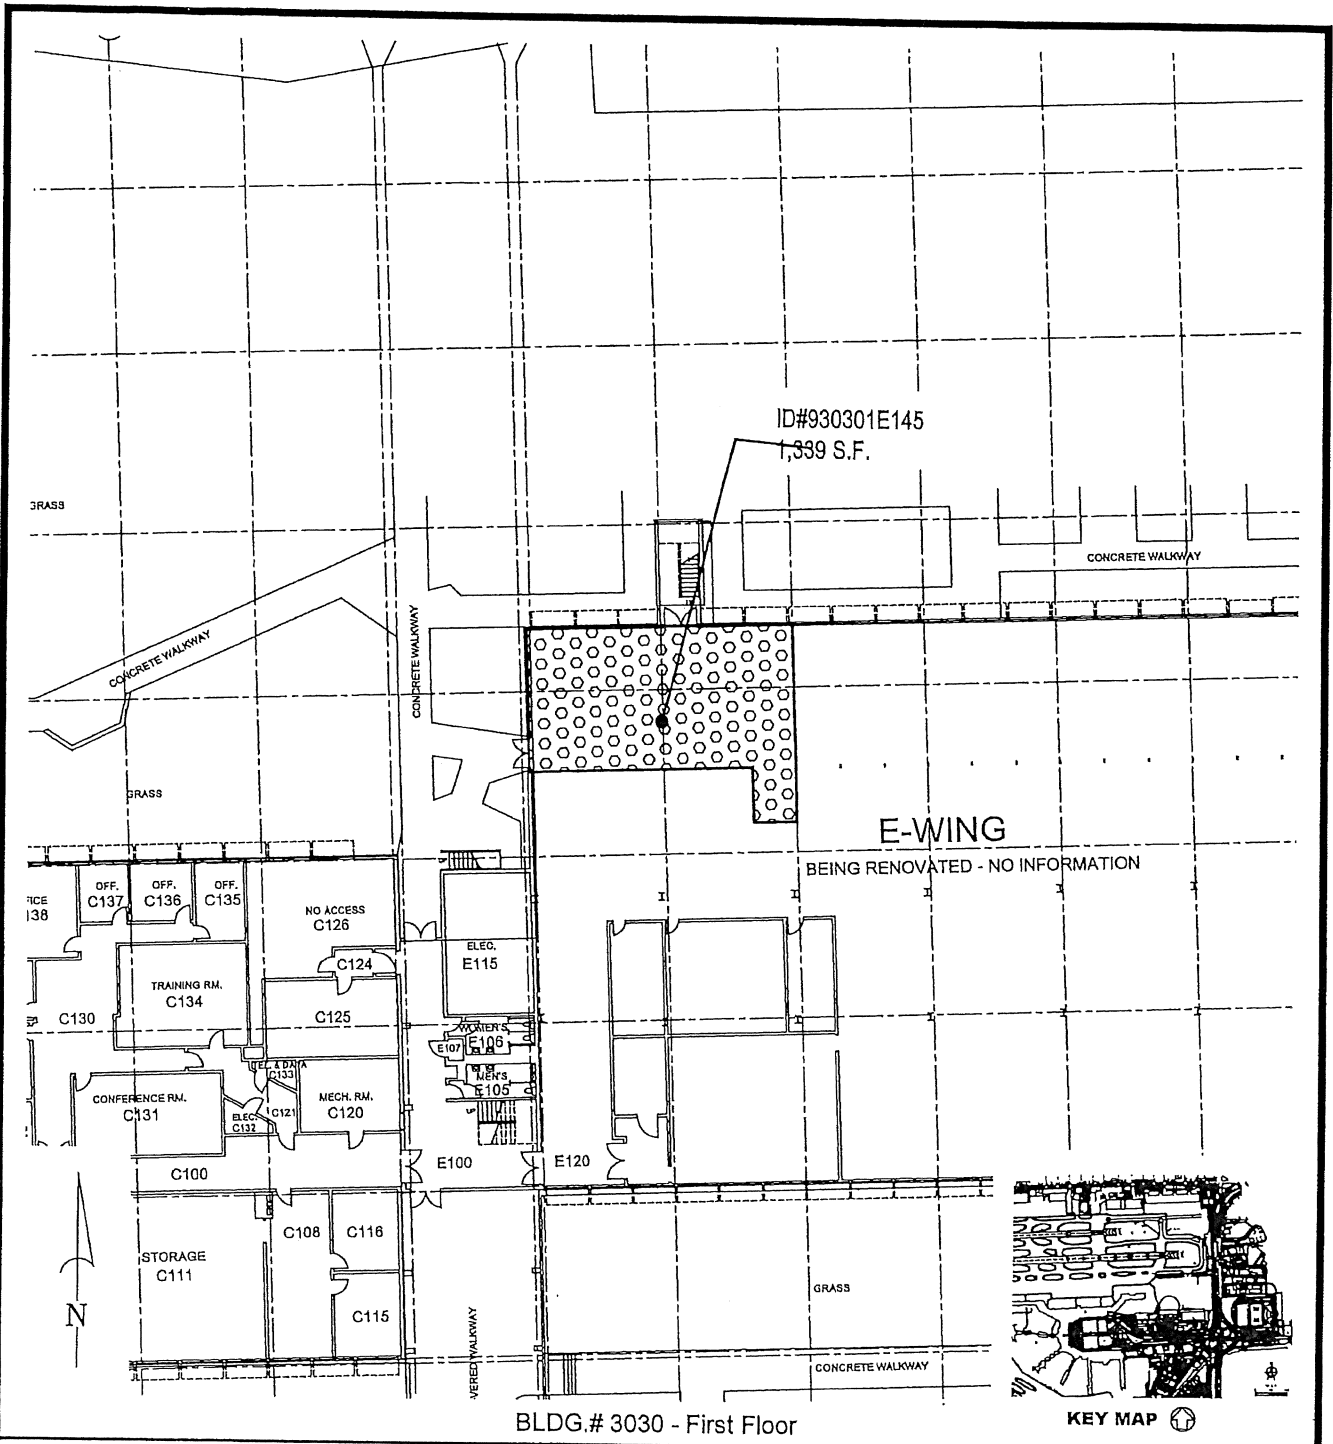 ID#930301E145
1,339 S.F.
GRASS
CONCRETE WALKWAY
CONCRETE WALKWAY
CONCRETE WALKWAY
GRASS
E-WING
BEING RENOVATED - NO INFORMATION
OFF.
C137
OFF.
C136
OFF.
C135
NO ACCESS
C126
C124
ELEC.
E115
TRAINING RM.
C134
C130
C125
WOMEN'S
E106
E107
MEN'S
E105
& DATA
C133
CONFERENCE RM.
C131
ELEC.
C132
C121
MECH. RM.
C120
C100
E100
E120
C108
C116
STORAGE
C111
C115
N
VERED WALKWAY
GRASS
CONCRETE WALKWAY
BLDG.# 3030 - First Floor
KEY MAP